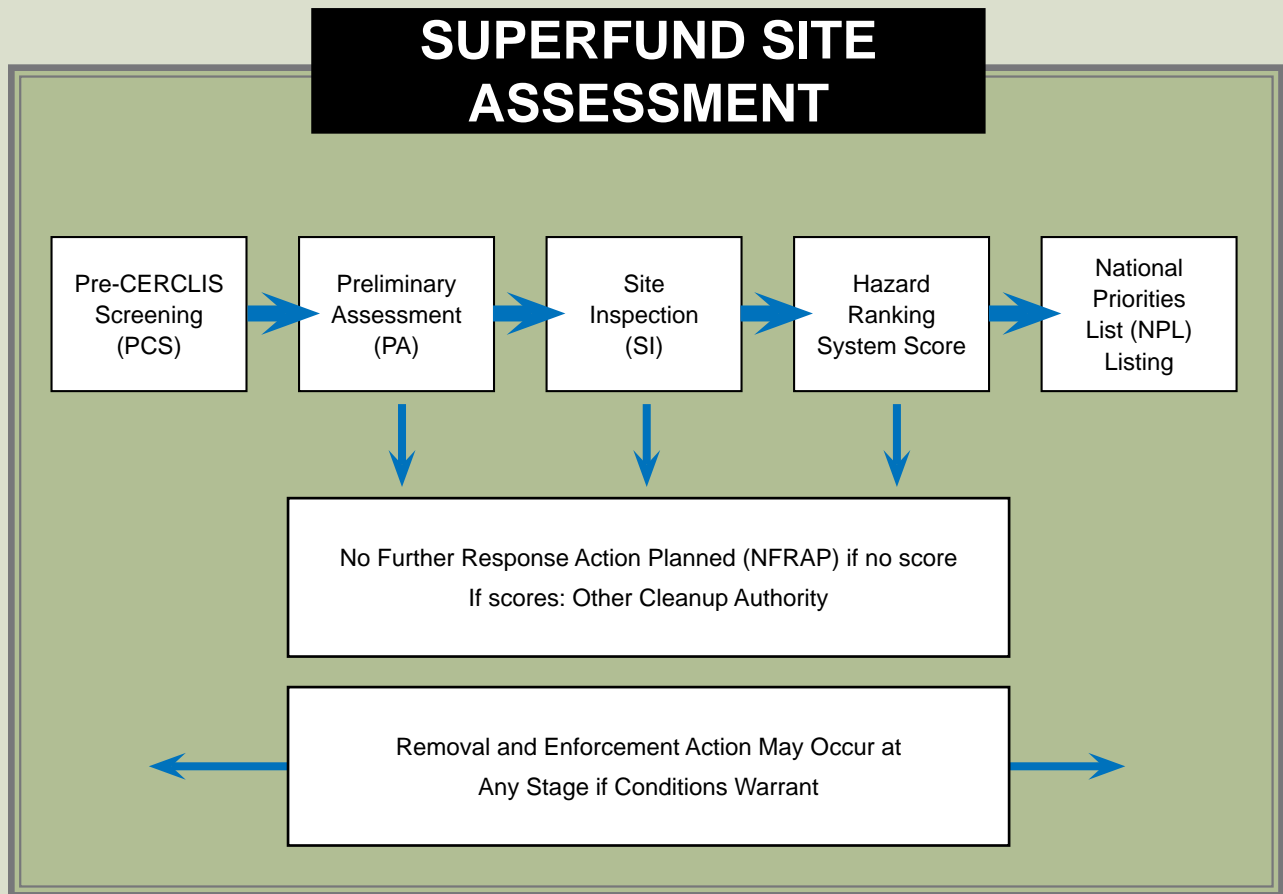 SUPERFUND SITE
ASSESSMENT
Pre-CERCLIS
Screening
(PCS)
Preliminary
Assessment
(PA)
Site
Inspection
(SI)
Hazard
Ranking
System Score
National
Priorities
List (NPL)
Listing
No Further Response Action Planned (NFRAP) if no score
If scores: Other Cleanup Authority
Removal and Enforcement Action May Occur at
Any Stage if Conditions Warrant